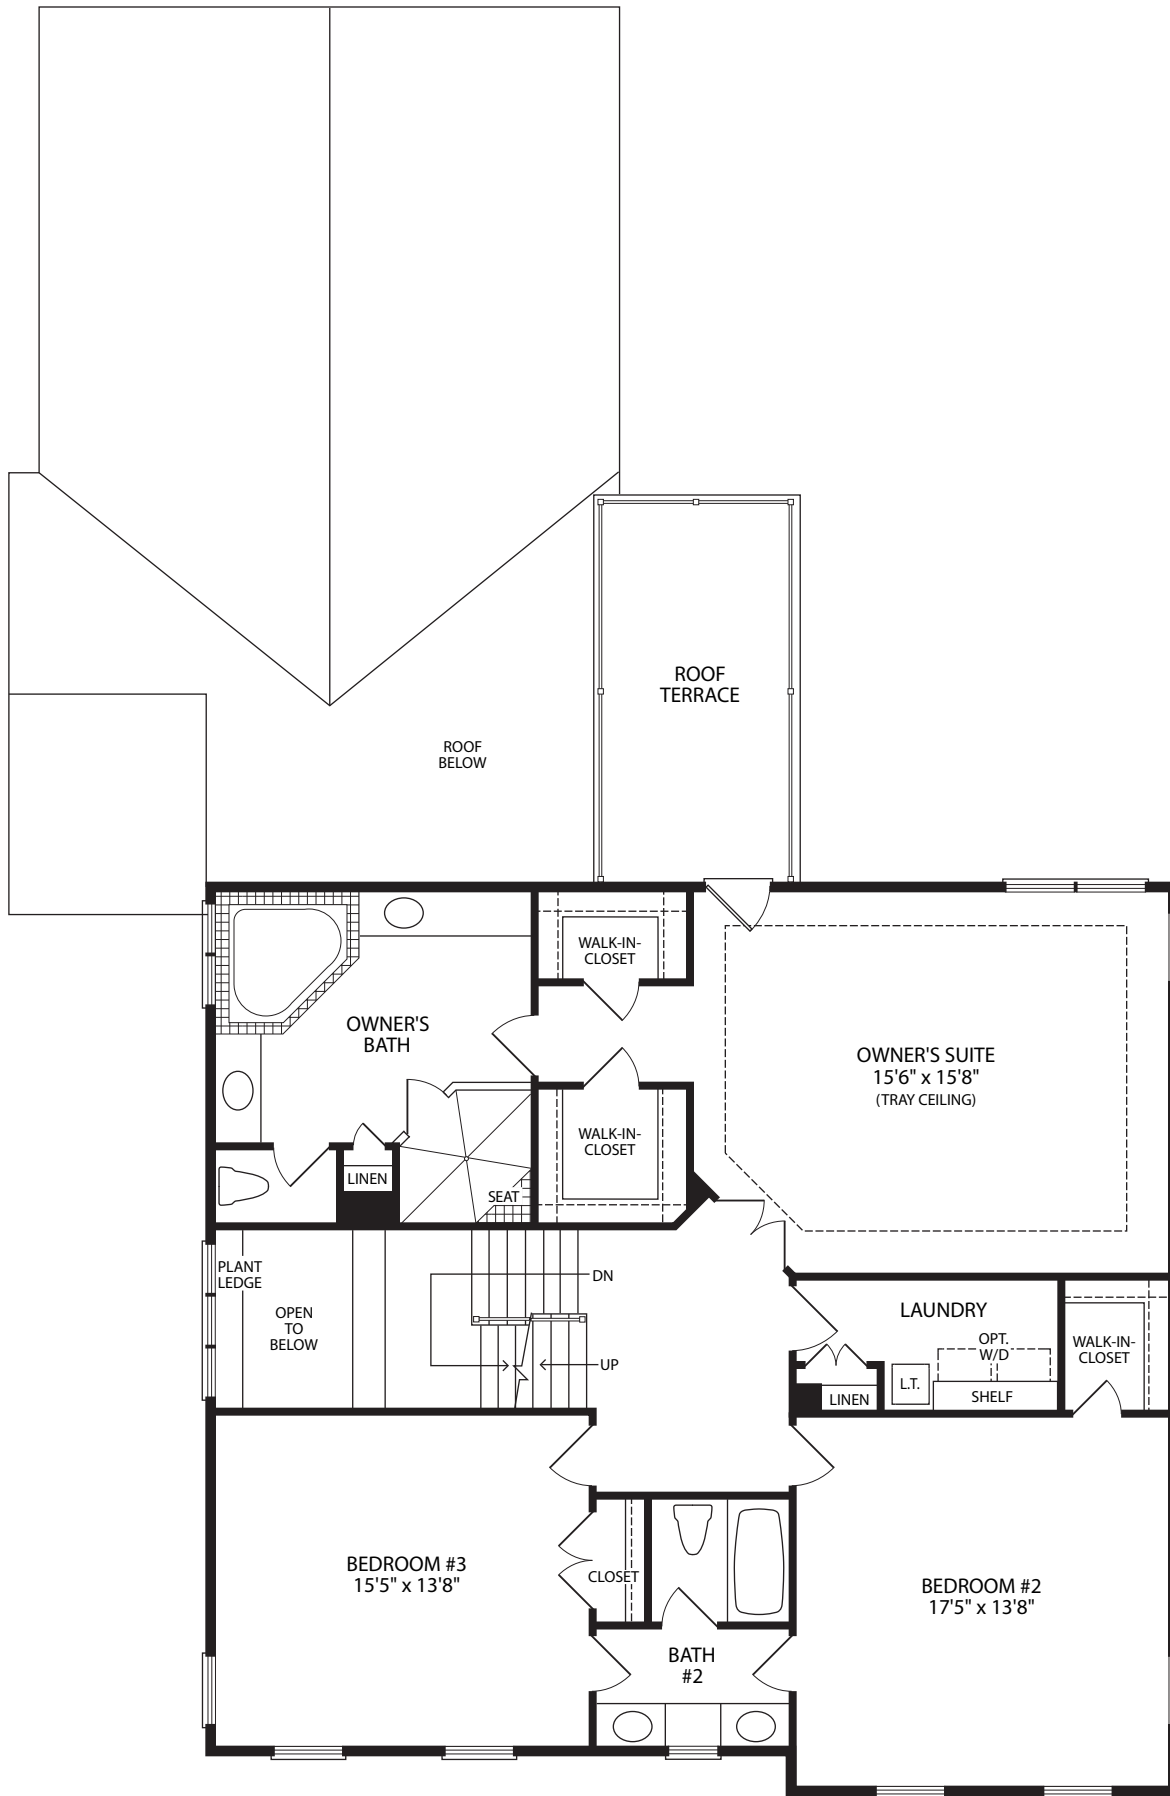 ROOF
TERRACE
ROOF
BELOW
WALK-IN-
CLOSET
OWNER'S
BATH
OWNER'S SUITE
15'6" x 15'8"
(TRAY CEILING)
WALK-IN-
CLOSET
LINEN
SEAT
PLANT
LEDGE
DN
OPEN
TO
BELOW
UP
LAUNDRY
OPT.
W/D
WALK-IN-
CLOSET
L.T.
SHELF
LINEN
BEDROOM #3
15'5" x 13'8"
CLOSET
BEDROOM #2
17'5" x 13'8"
BATH
#2